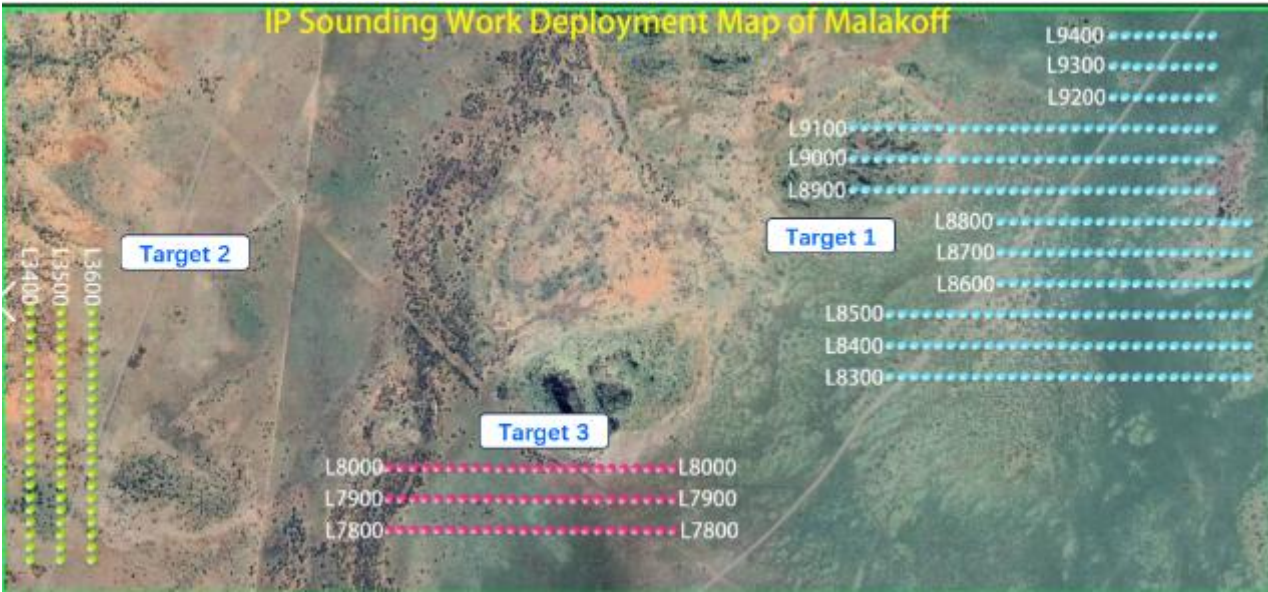 IP Sounding Work Deployment Map of Malakoff
L9400
L9300
L9200
L9100
L9000
L8900
L8800
Target 1
Target 2
L8700
L3400
L3500
L3600
L8600
L8500
L8400
L8300
Target 3
L8000 L8000
L7900 L7900
L7800 L7800